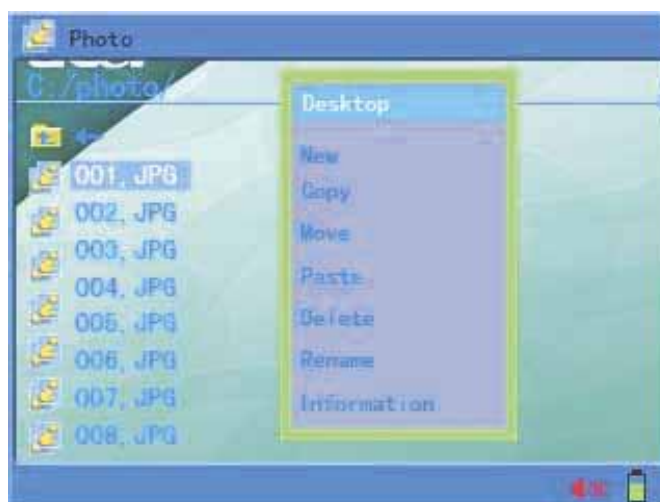 Photo
C:/photo/
001, JPG
002, JPG
003, JPG
004, JPG
005, JPG
006, JPG
007, JPG
008, JPG
Desktop
New
Copy
Move
Paste
Delete
Rename
Information